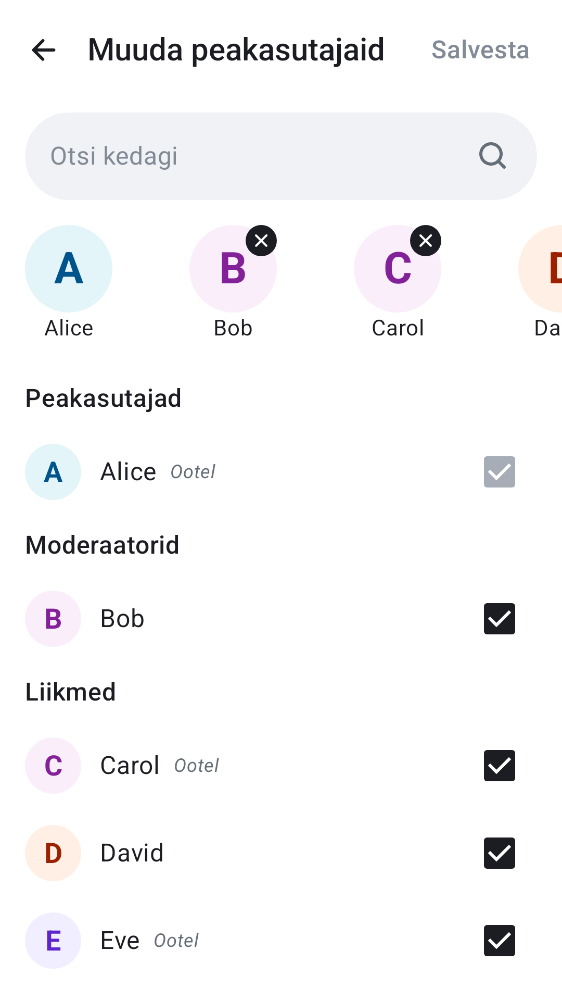 Muuda peakasutajaid Salvesta
Otsi kedagi
A B C D
Alice Bob Carol Da
Peakasutajad
A Alice Ootel
Moderaatorid
B Bob
Liikmed
C Carol Ootel
D David
E Eve Ootel